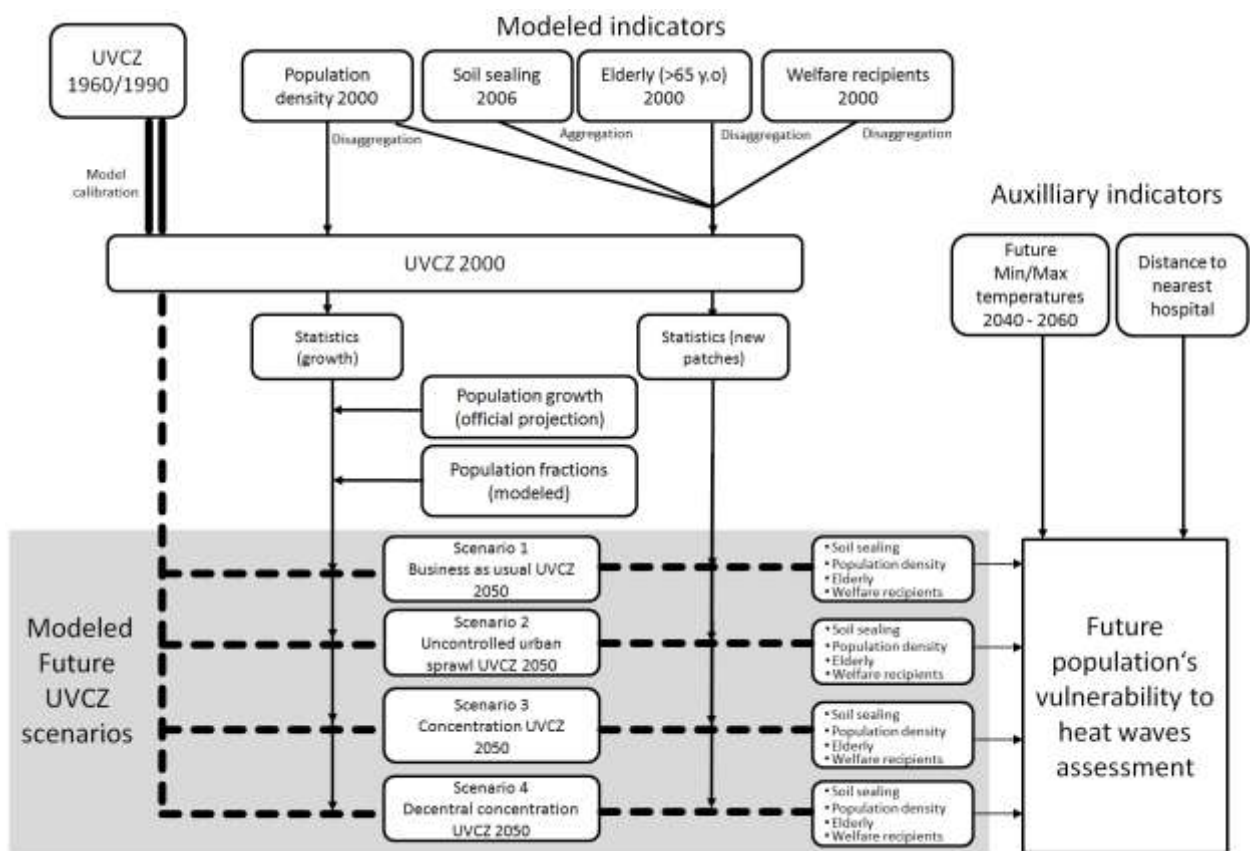 Modeled indicators
UVCZ
1960/1990
Population
density 2000
Soil sealing
2006
Elderly (>65 y.o)
2000
Welfare recipients
2000
Disaggregation
Aggregation
Disaggregation
Disaggregation
Model
calibration
Auxilliary indicators
UVCZ 2000
Future
Min/Max
temperatures
2040 - 2060
Distance to
nearest
hospital
Statistics
(growth)
Statistics (new
patches)
Population growth
(official projection)
Population fractions
(modeled)
Modeled
Future
UVCZ
scenarios
Scenario 1
Business as usual UVCZ
2050
• Soil sealing
• Population density
• Elderly
• Welfare recipients
Scenario 2
Uncontrolled urban
sprawl UVCZ 2050
• Soil sealing
• Population density
• Elderly
• Welfare recipients
Scenario 3
Concentration UVCZ
2050
• Soil sealing
• Population density
• Elderly
• Welfare recipients
Scenario 4
Decentral concentration
UVCZ 2050
• Soil sealing
• Population density
• Elderly
• Welfare recipients
Future
population‘s
vulnerability to
heat waves
assessment